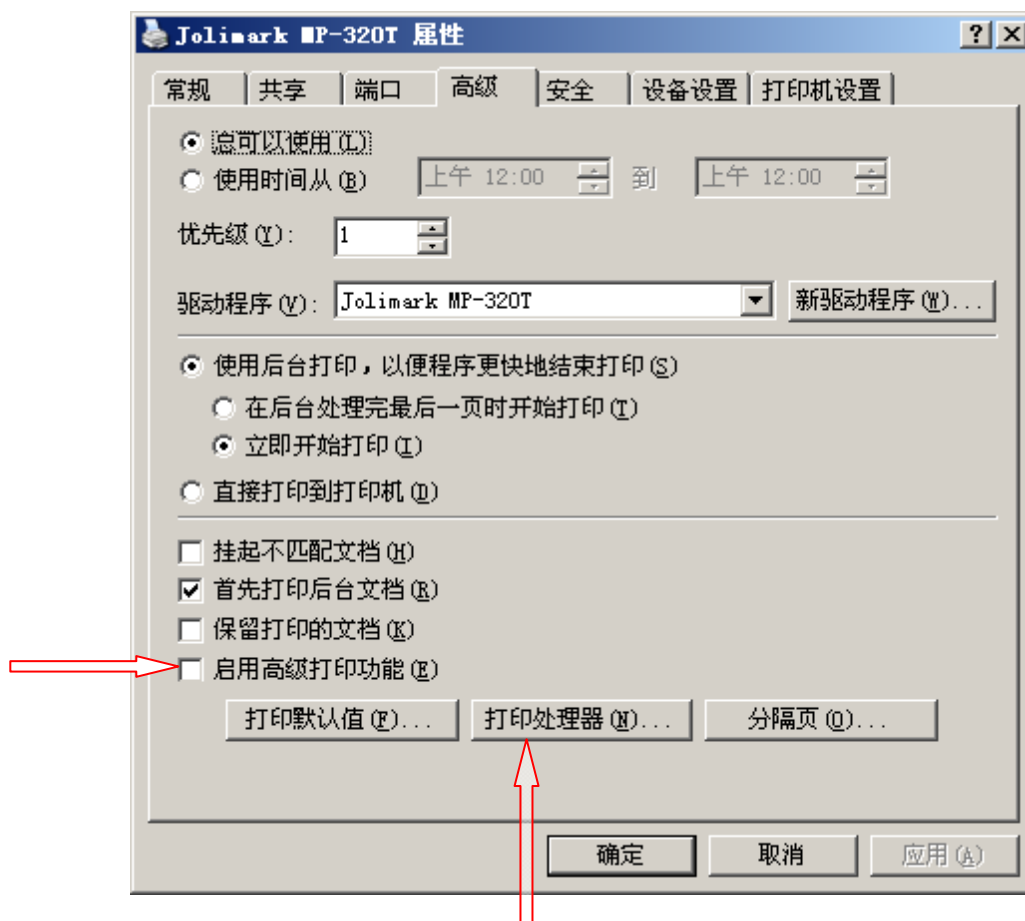 Jolimark MP-320T 属性
常规 共享 端口 高级 安全 设备设置 打印机设置
总可以使用(L)
使用时间从(B) 上午 12:00 到 上午 12:00
优先级(Y): 1
驱动程序(V): Jolimark MP-320T 新驱动程序(W)...
使用后台打印，以便程序更快地结束打印(S)
在后台处理完最后一页时开始打印(T)
立即开始打印(I)
直接打印到打印机(D)
挂起不匹配文档(H)
首先打印后台文档(R)
保留打印的文档(K)
启用高级打印功能(E)
打印默认值(F)... 打印处理器(N)... 分隔页(O)...
确定 取消 应用(A)